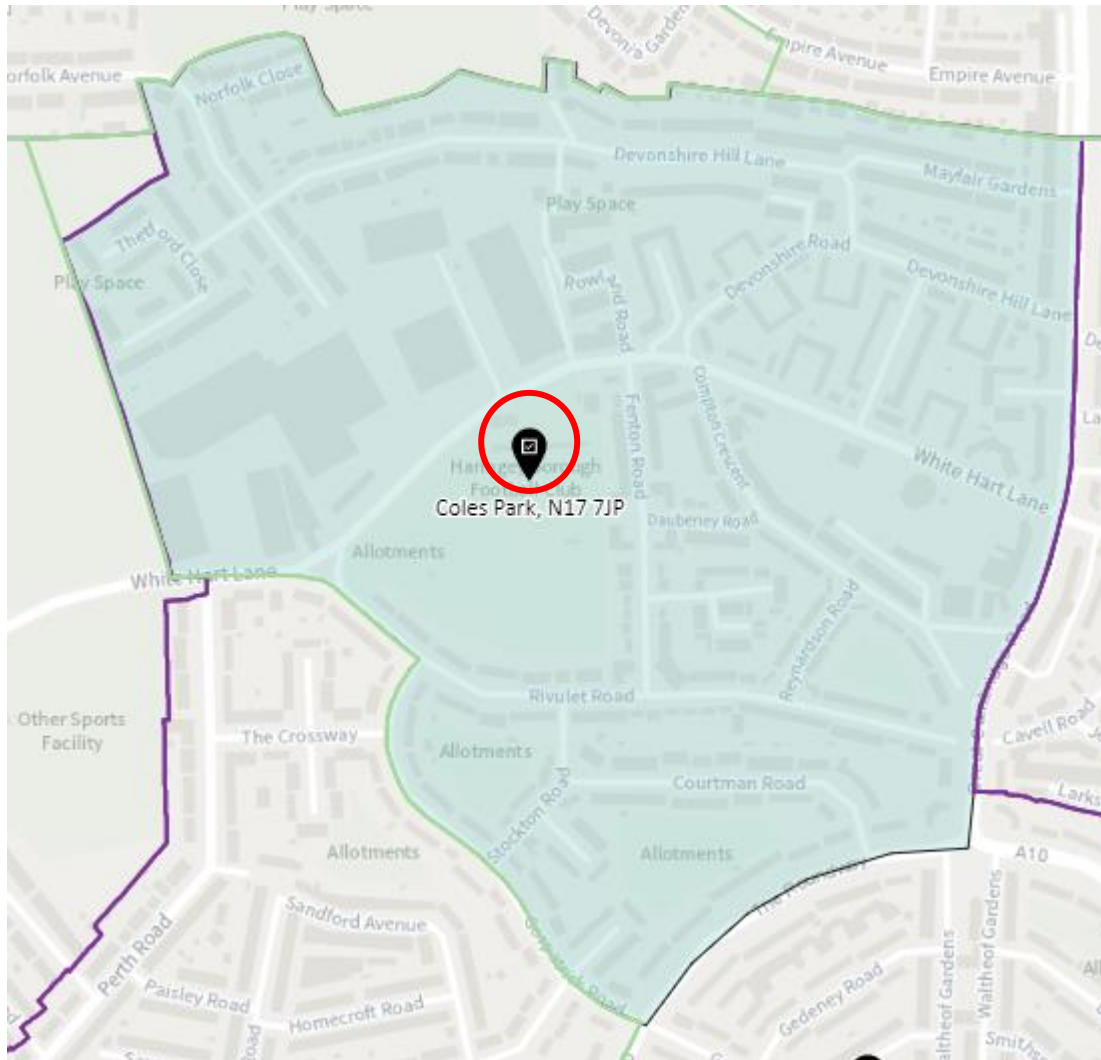 Play Space
Devonia Gardens
Empire Avenue
Empire Avenue
orfolk Avenue
Norfolk Close
Devonshire Hill Lane
Mayfair Gardens
Play Space
Thetford Close
Play Space
Devonshire Road
Rowland Road
Devonshire Hill Lane
Compton Crescent
Fenton Road
White Hart Lane
Football Club
Coles Park, N17 7JP
Daubeney Road
Allotments
White Hart Lane
Reynardson Road
Rivulet Road
Other Sports
Facility
The Crossway
Cavell Road
Allotments
Courtman Road
Larks
Stockton Road
Allotments
Allotments
A10
Sandford Avenue
Perth Road
Waltheof Gardens
Waltheof Gardens
Paisley Road
Gedeney Road
Homecroft Road
Road